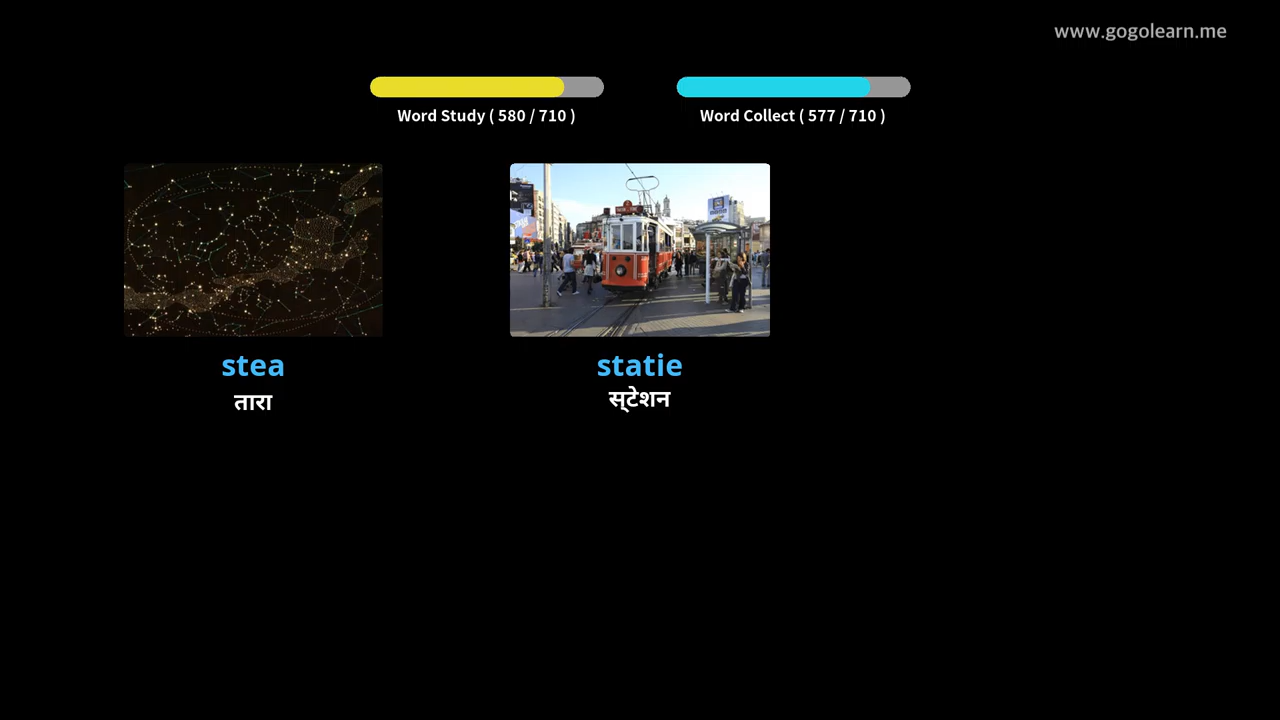 www.gogolearn.me
Word Study ( 580 / 710 )
Word Collect ( 577 / 710 )
stea
statie
तारा
स्टेशन